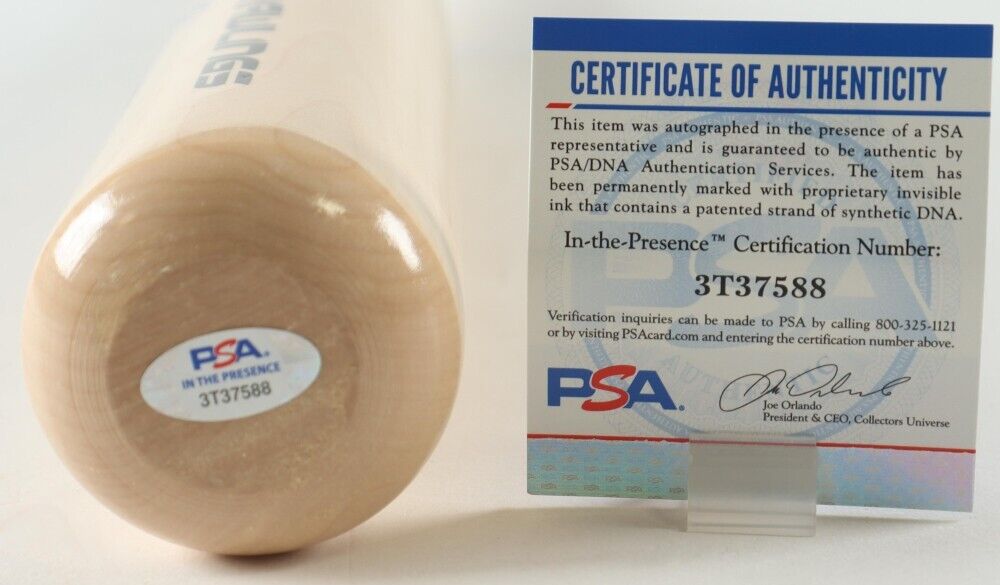 RAWLINGS
PSA
IN THE PRESENCE
3T37588
CERTIFICATE OF AUTHENTICITY
This item was autographed in the presence of a PSA
representative and is guaranteed to be authentic by
PSA/DNA Authentication Services. The item has
been permanently marked with proprietary invisible
ink that contains a patented strand of synthetic DNA.
In-the-Presence™ Certification Number:
3T37588
Verification inquiries can be made to PSA by calling 800-325-1121
or by visiting PSAcard.com and entering the certification number above.
PSA.
Joe Orlando
President & CEO, Collectors Universe